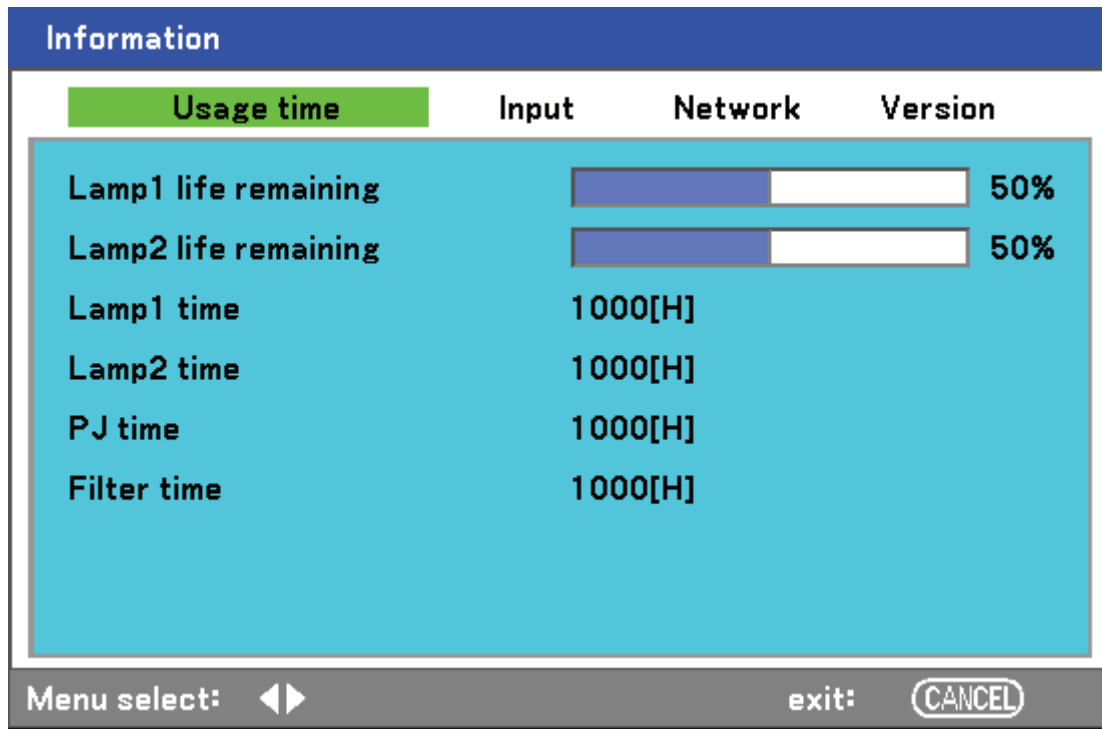 Information
Usage time Input Network Version
Lamp1 life remaining 50%
Lamp2 life remaining 50%
Lamp1 time 1000[H]
Lamp2 time 1000[H]
PJ time 1000[H]
Filter time 1000[H]
Menu select: ◀▶ exit: CANCEL